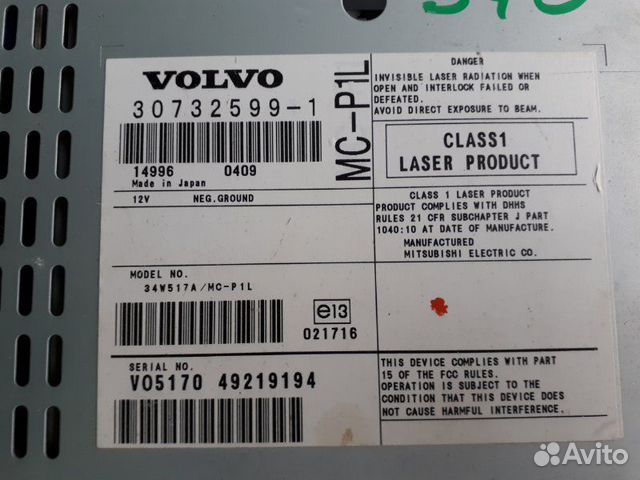 VOLVO
30732599-1
14996 0409
Made in Japan
MC-P1L
12V NEG.GROUND
MODEL NO.
34W517A/MC-P1L
e13
021716
SERIAL NO.
VO5170 49219194
DANGER
INVISIBLE LASER RADIATION WHEN
OPEN AND INTERLOCK FAILED OR
DEFEATED.
AVOID DIRECT EXPOSURE TO BEAM.
CLASS1
LASER PRODUCT
CLASS 1 LASER PRODUCT
PRODUCT COMPLIES WITH DHHS
RULES 21 CFR SUBCHAPTER J PART
1040:10 AT DATE OF MANUFACTURE.
MANUFACTURED
MITSUBISHI ELECTRIC CO.
THIS DEVICE COMPLIES WITH PART
15 OF THE FCC RULES.
OPERATION IS SUBJECT TO THE
CONDITION THAT THIS DEVICE DOES
NOT CAUSE HARMFUL INTERFERENCE.
Avito